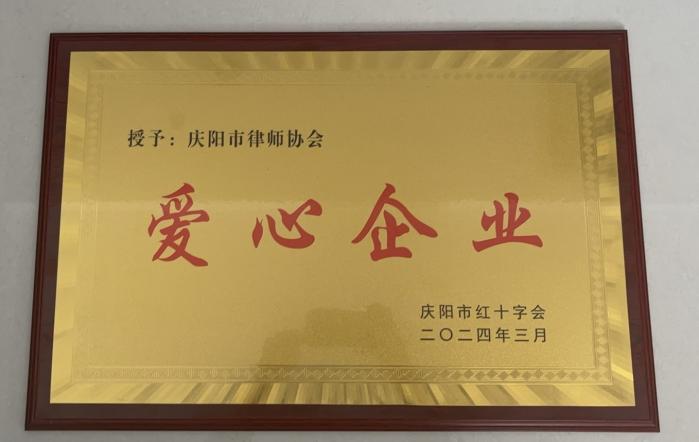 授予：庆阳市律师协会
爱心企业
庆阳市红十字会
二〇二四年三月